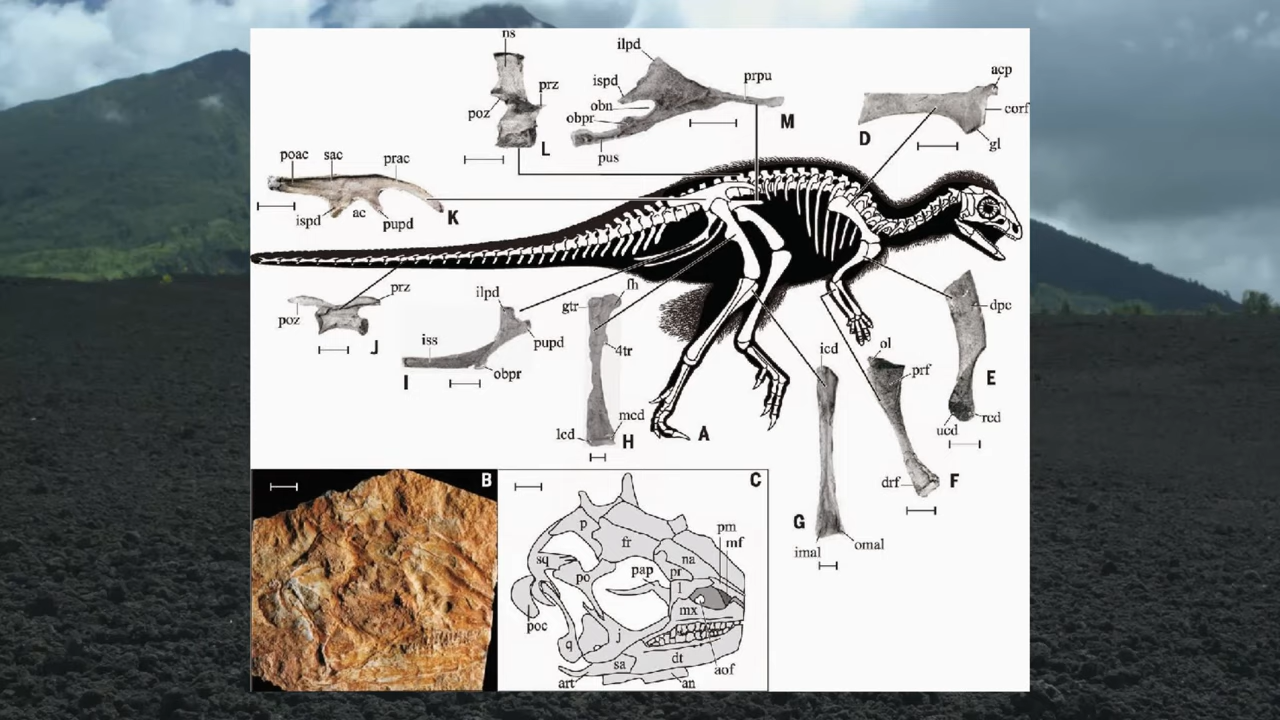 ns
poz
prz
L
ilpd
ispd
obn
obpr
pus
prpu
M
acp
corf
gl
D
poac
sac
prac
ispd
ac
pupd
K
poz
prz
J
ilpd
iss
pupd
obpr
I
gtr
fh
4tr
mcd
lcd
H
A
icd
imal
omal
G
ol
prf
drf
F
dpc
rcd
ucd
E
B
C
p
fr
sq
po
pap
pr
na
pm
mf
l
mx
poc
q
j
sa
dt
aof
art
an